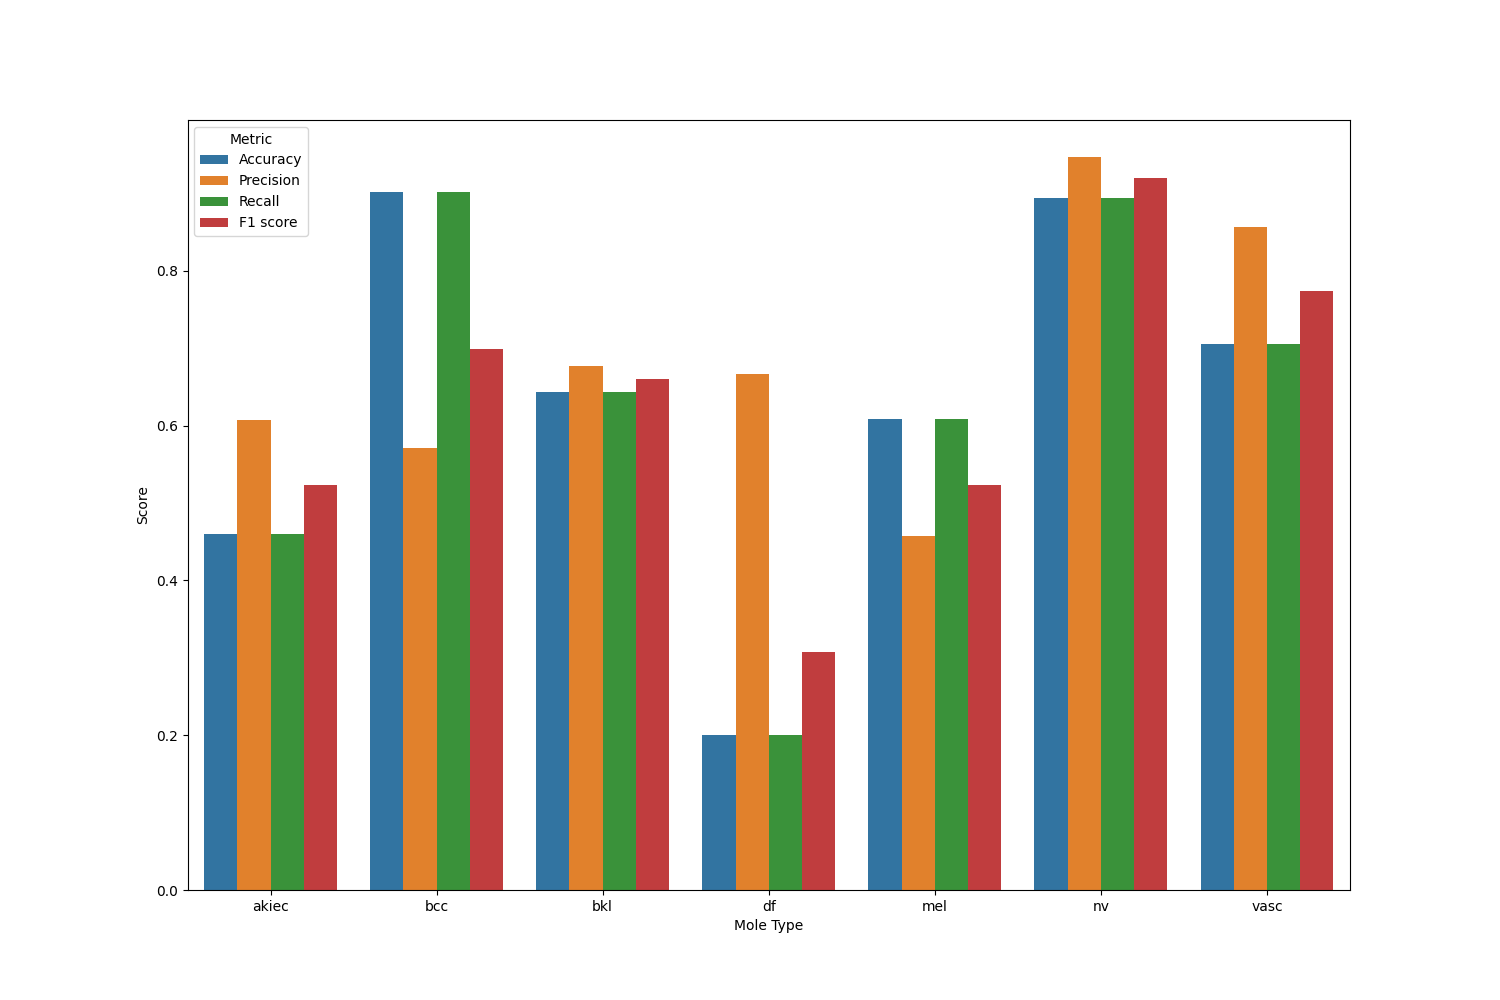 Metric
Accuracy
Precision
Recall
F1 score
0.8
0.6
0.4
0.2
0.0
Score
akiec bcc bkl df mel nv vasc
Mole Type